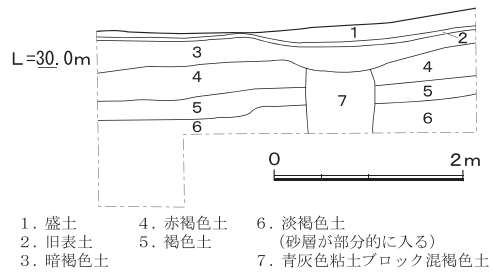 1
2
3
L=30.0m
4
4
5
7
5
6
6
0
2m
1. 盛土
2. 旧表土
3. 暗褐色土
4. 赤褐色土
5. 褐色土
6. 淡褐色土
(砂層が部分的に入る)
7. 青灰色粘土ブロック混褐色土